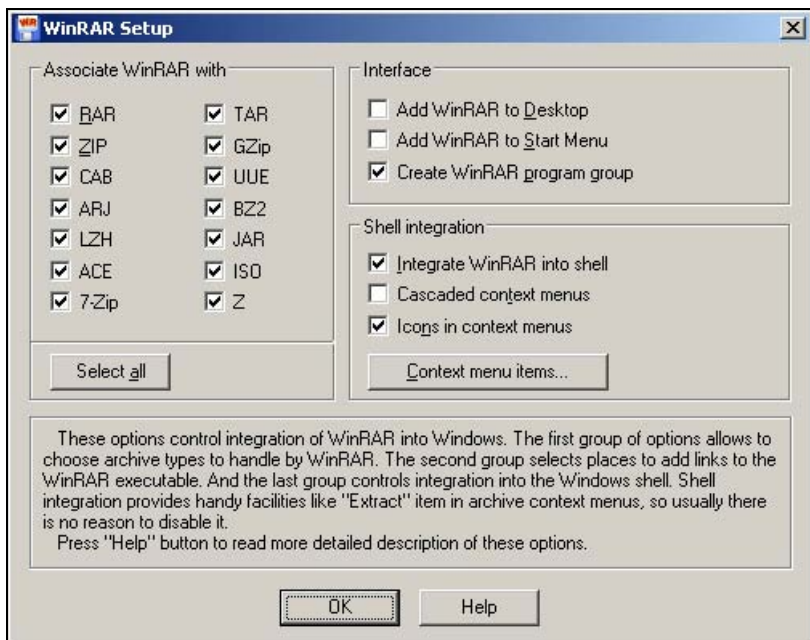 WinRAR Setup
Associate WinRAR with
RAR
TAR
ZIP
GZip
CAB
UUE
ARJ
BZ2
LZH
JAR
ACE
ISO
7-Zip
Z
Select all
Interface
Add WinRAR to Desktop
Add WinRAR to Start Menu
Create WinRAR program group
Shell integration
Integrate WinRAR into shell
Cascaded context menus
Icons in context menus
Context menu items...
These options control integration of WinRAR into Windows. The first group of options allows to
choose archive types to handle by WinRAR. The second group selects places to add links to the
WinRAR executable. And the last group controls integration into the Windows shell. Shell
integration provides handy facilities like "Extract" item in archive context menus, so usually there
is no reason to disable it.
Press "Help" button to read more detailed description of these options.
OK
Help